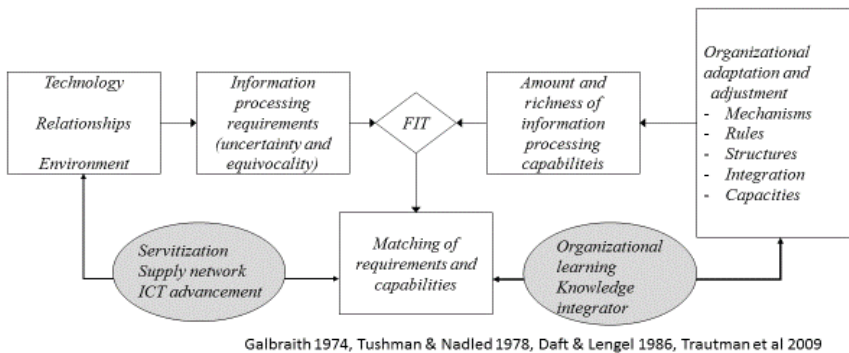 Technology
Relationships
Environment
Information
processing
requirements
(uncertainty and
equivocality)
FIT
Amount and
richness of
information
processing
capabiliteis
Organizational
adaptation and
adjustment
- Mechanisms
- Rules
- Structures
- Integration
- Capacities
Servitization
Supply network
ICT advancement
Matching of
requirements and
capabilities
Organizational
learning
Knowledge
integrator
Galbraith 1974, Tushman & Nadled 1978, Daft & Lengel 1986, Trautman et al 2009